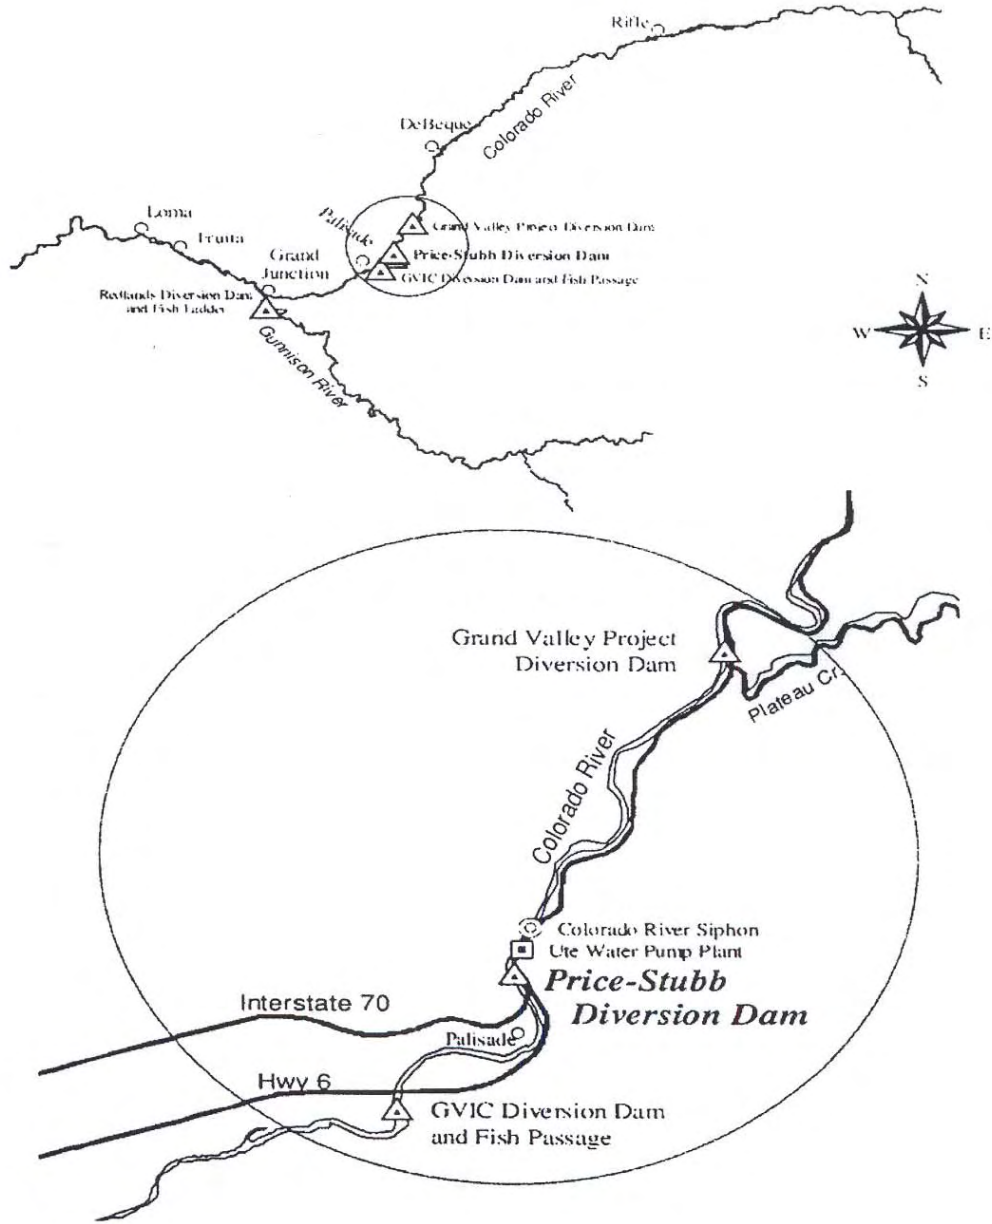 Rifle
Colorado River
DeBeque
Loma
Fruita
Palisade
Grand Valley Project Diversion Dam
Grand
Junction
Price-Stubb Diversion Dam
GVIC Diversion Dam and Fish Passage
Redlands Diversion Dam
and Fish Ladder
Gunnison River
N
W
E
S
Grand Valley Project
Diversion Dam
Plateau Cr.
Colorado River
Colorado River Siphon
Ute Water Pump Plant
Price-Stubb
Diversion Dam
Interstate 70
Palisade
Hwy 6
GVIC Diversion Dam
and Fish Passage